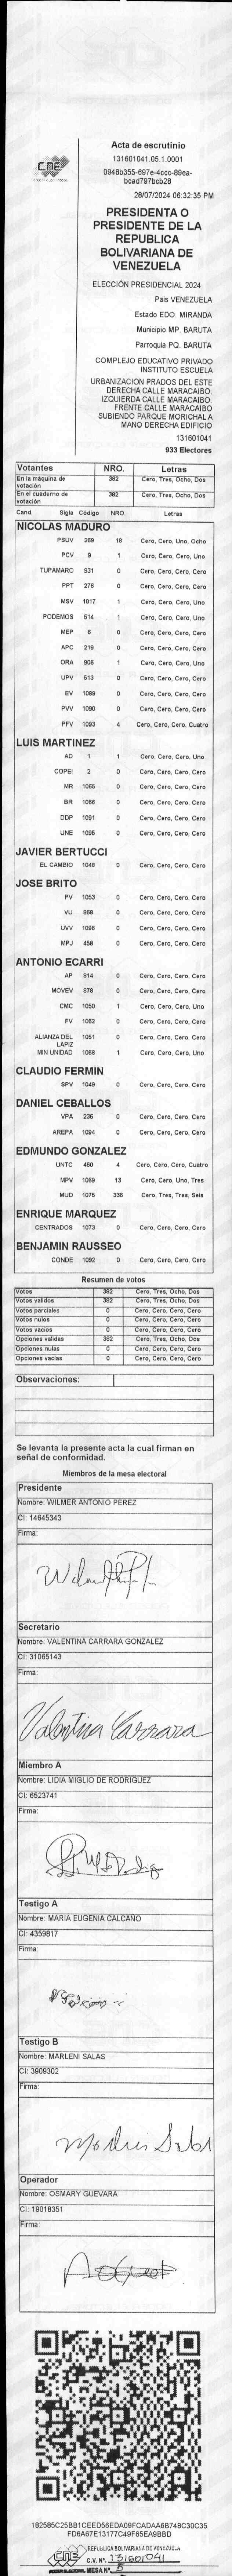 CNE
Acta de escrutinio
131601041.05.1.0001
0948b355-697e-4ccc-89ea-
bcad797bcb28
28/07/2024 06:32:35 PM
PRESIDENTA O
PRESIDENTE DE LA
REPUBLICA
BOLIVARIANA DE
VENEZUELA
ELECCIÓN PRESIDENCIAL 2024
Pais VENEZUELA
Estado EDO. MIRANDA
Municipio MP. BARUTA
Parroquia PQ. BARUTA
COMPLEJO EDUCATIVO PRIVADO
INSTITUTO ESCUELA
URBANIZACION PRADOS DEL ESTE
DERECHA CALLE MARACAIBO.
IZQUIERDA CALLE MARACAIBO.
FRENTE CALLE MARACAIBO
SUBIENDO PARQUE MORICHAL A
MANO DERECHA EDIFICIO
131601041
933 Electores
Votantes NRO. Letras
En la máquina de votación 382 Cero, Tres, Ocho, Dos
En el cuaderno de votación 382 Cero, Tres, Ocho, Dos
Cand. Sigla Código NRO. Letras
NICOLAS MADURO
PSUV 269 18 Cero, Cero, Uno, Ocho
PCV 9 1 Cero, Cero, Cero, Uno
TUPAMARO 931 0 Cero, Cero, Cero, Cero
PPT 276 0 Cero, Cero, Cero, Cero
MSV 1017 1 Cero, Cero, Cero, Uno
PODEMOS 514 1 Cero, Cero, Cero, Uno
MEP 6 0 Cero, Cero, Cero, Cero
APC 219 0 Cero, Cero, Cero, Cero
ORA 906 1 Cero, Cero, Cero, Uno
UPV 513 0 Cero, Cero, Cero, Cero
EV 1089 0 Cero, Cero, Cero, Cero
PVV 1090 0 Cero, Cero, Cero, Cero
PFV 1093 4 Cero, Cero, Cero, Cuatro
LUIS MARTINEZ
AD 1 1 Cero, Cero, Cero, Uno
COPEI 2 0 Cero, Cero, Cero, Cero
MR 1065 0 Cero, Cero, Cero, Cero
BR 1066 0 Cero, Cero, Cero, Cero
DDP 1091 0 Cero, Cero, Cero, Cero
UNE 1095 0 Cero, Cero, Cero, Cero
JAVIER BERTUCCI
EL CAMBIO 1048 0 Cero, Cero, Cero, Cero
JOSE BRITO
PV 1053 0 Cero, Cero, Cero, Cero
VU 868 0 Cero, Cero, Cero, Cero
UVV 1096 0 Cero, Cero, Cero, Cero
MPJ 458 0 Cero, Cero, Cero, Cero
ANTONIO ECARRI
AP 814 0 Cero, Cero, Cero, Cero
MOVEV 878 0 Cero, Cero, Cero, Cero
CMC 1050 1 Cero, Cero, Cero, Uno
FV 1062 0 Cero, Cero, Cero, Cero
ALIANZA DEL LAPIZ 1051 0 Cero, Cero, Cero, Cero
MIN UNIDAD 1068 1 Cero, Cero, Cero, Uno
CLAUDIO FERMIN
SPV 1049 0 Cero, Cero, Cero, Cero
DANIEL CEBALLOS
VPA 236 0 Cero, Cero, Cero, Cero
AREPA 1094 0 Cero, Cero, Cero, Cero
EDMUNDO GONZALEZ
UNTC 460 4 Cero, Cero, Cero, Cuatro
MPV 1069 13 Cero, Cero, Uno, Tres
MUD 1076 336 Cero, Tres, Tres, Seis
ENRIQUE MARQUEZ
CENTRADOS 1073 0 Cero, Cero, Cero, Cero
BENJAMIN RAUSSEO
CONDE 1092 0 Cero, Cero, Cero, Cero
Resumen de votos
Votos 382 Cero, Tres, Ocho, Dos
Votos validos 382 Cero, Tres, Ocho, Dos
Votos parciales 0 Cero, Cero, Cero, Cero
Votos nulos 0 Cero, Cero, Cero, Cero
Votos vacios 0 Cero, Cero, Cero, Cero
Opciones validas 382 Cero, Tres, Ocho, Dos
Opciones nulas 0 Cero, Cero, Cero, Cero
Opciones vacias 0 Cero, Cero, Cero, Cero
Observaciones:
Se levanta la presente acta la cual firman en
señal de conformidad.
Miembros de la mesa electoral
Presidente
Nombre: WILMER ANTONIO PEREZ
CI: 14645343
Firma:
Secretario
Nombre: VALENTINA CARRARA GONZALEZ
CI: 31065143
Firma:
Valentina Carrara
Miembro A
Nombre: LIDIA MIGLIO DE RODRIGUEZ
CI: 6523741
Firma:
Testigo A
Nombre: MARIA EUGENIA CALCAÑO
CI: 4359817
Firma:
Testigo B
Nombre: MARLENI SALAS
CI: 3909302
Firma:
Operador
Nombre: OSMARY GUEVARA
CI: 19018351
Firma:
182585C25BB1CEED56EDA09FCADAA6B748C30C35
FD6A67E13177C49F65EA9BBD
CNE REPÚBLICA BOLIVARIANA DE VENEZUELA
C.V. Nº. 131601041
PODER ELECTORAL MESA Nº 5